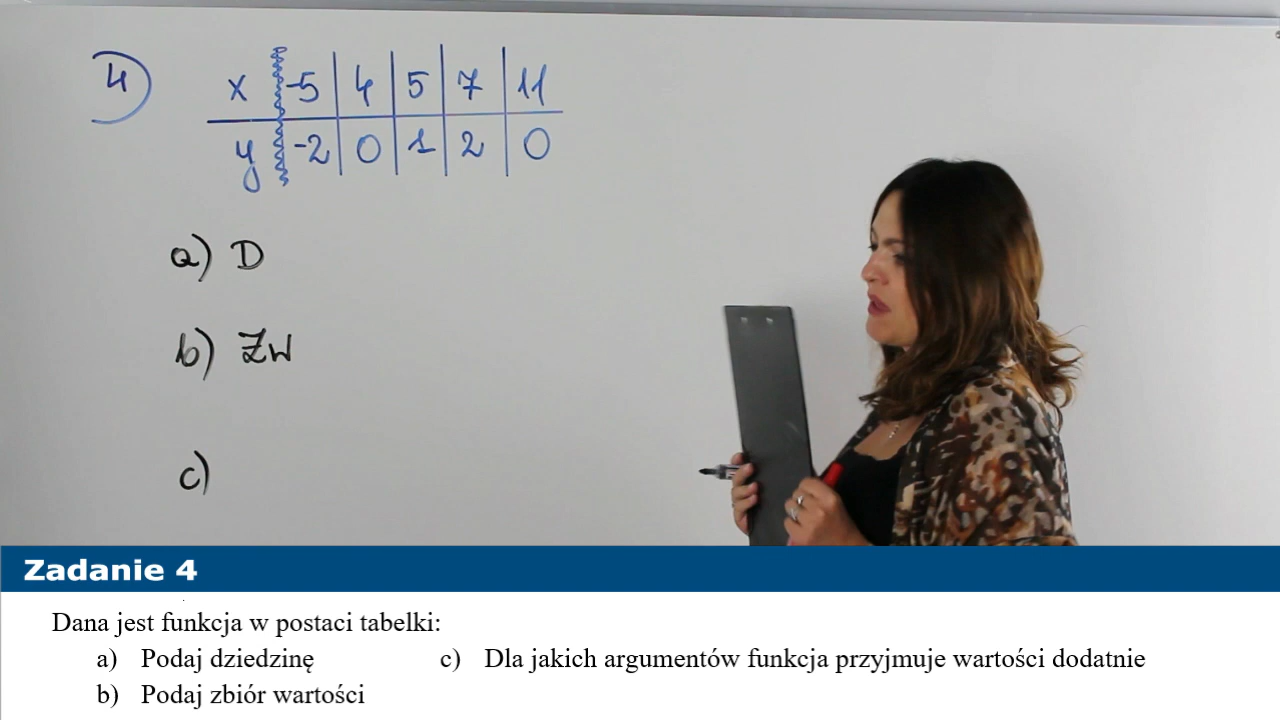 4)
x -5 4 5 7 11
y -2 0 1 2 0
a) D
b) ZW
c)
Zadanie 4
Dana jest funkcja w postaci tabelki:
a) Podaj dziedzinę c) Dla jakich argumentów funkcja przyjmuje wartości dodatnie
b) Podaj zbiór wartości